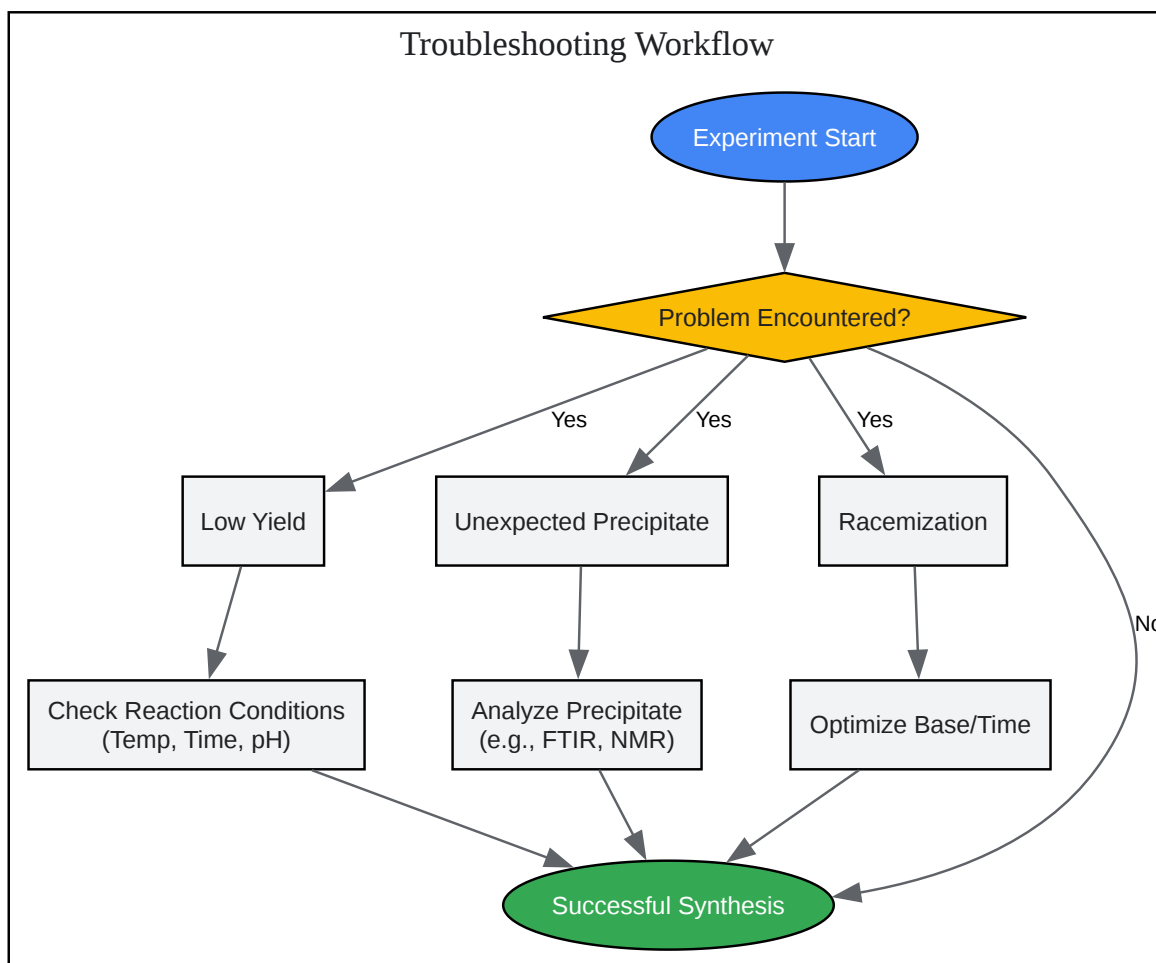 Troubleshooting Workflow
Experiment Start
Problem Encountered?
Yes
Yes
Yes
Low Yield
Unexpected Precipitate
Racemization
No
Check Reaction Conditions
(Temp, Time, pH)
Analyze Precipitate
(e.g., FTIR, NMR)
Optimize Base/Time
Successful Synthesis